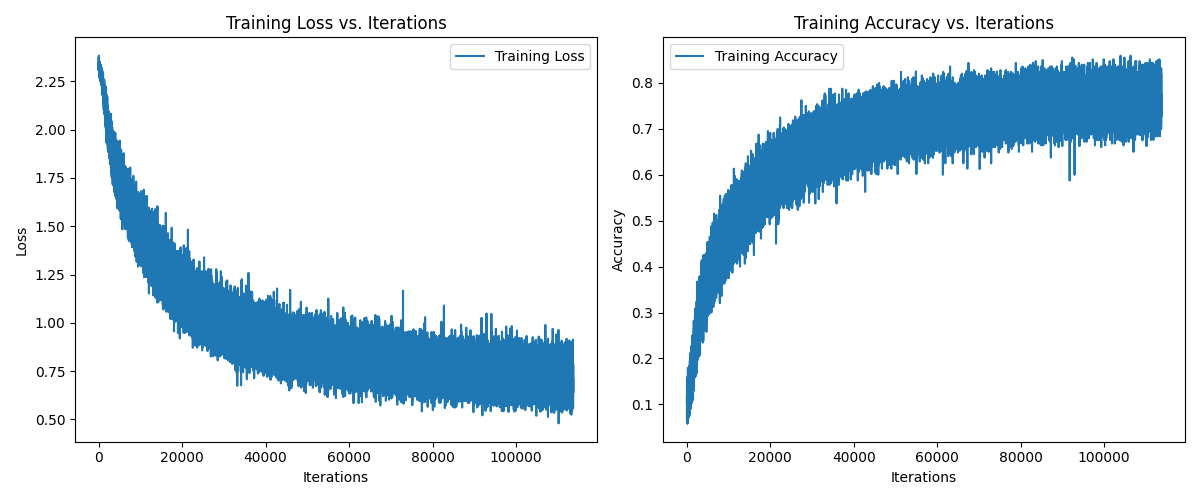 Training Loss vs. Iterations
Training Loss
2.25
2.00
1.75
1.50
1.25
1.00
0.75
0.50
Loss
0 20000 40000 60000 80000 100000
Iterations
Training Accuracy vs. Iterations
Training Accuracy
0.8
0.7
0.6
0.5
0.4
0.3
0.2
0.1
Accuracy
0 20000 40000 60000 80000 100000
Iterations